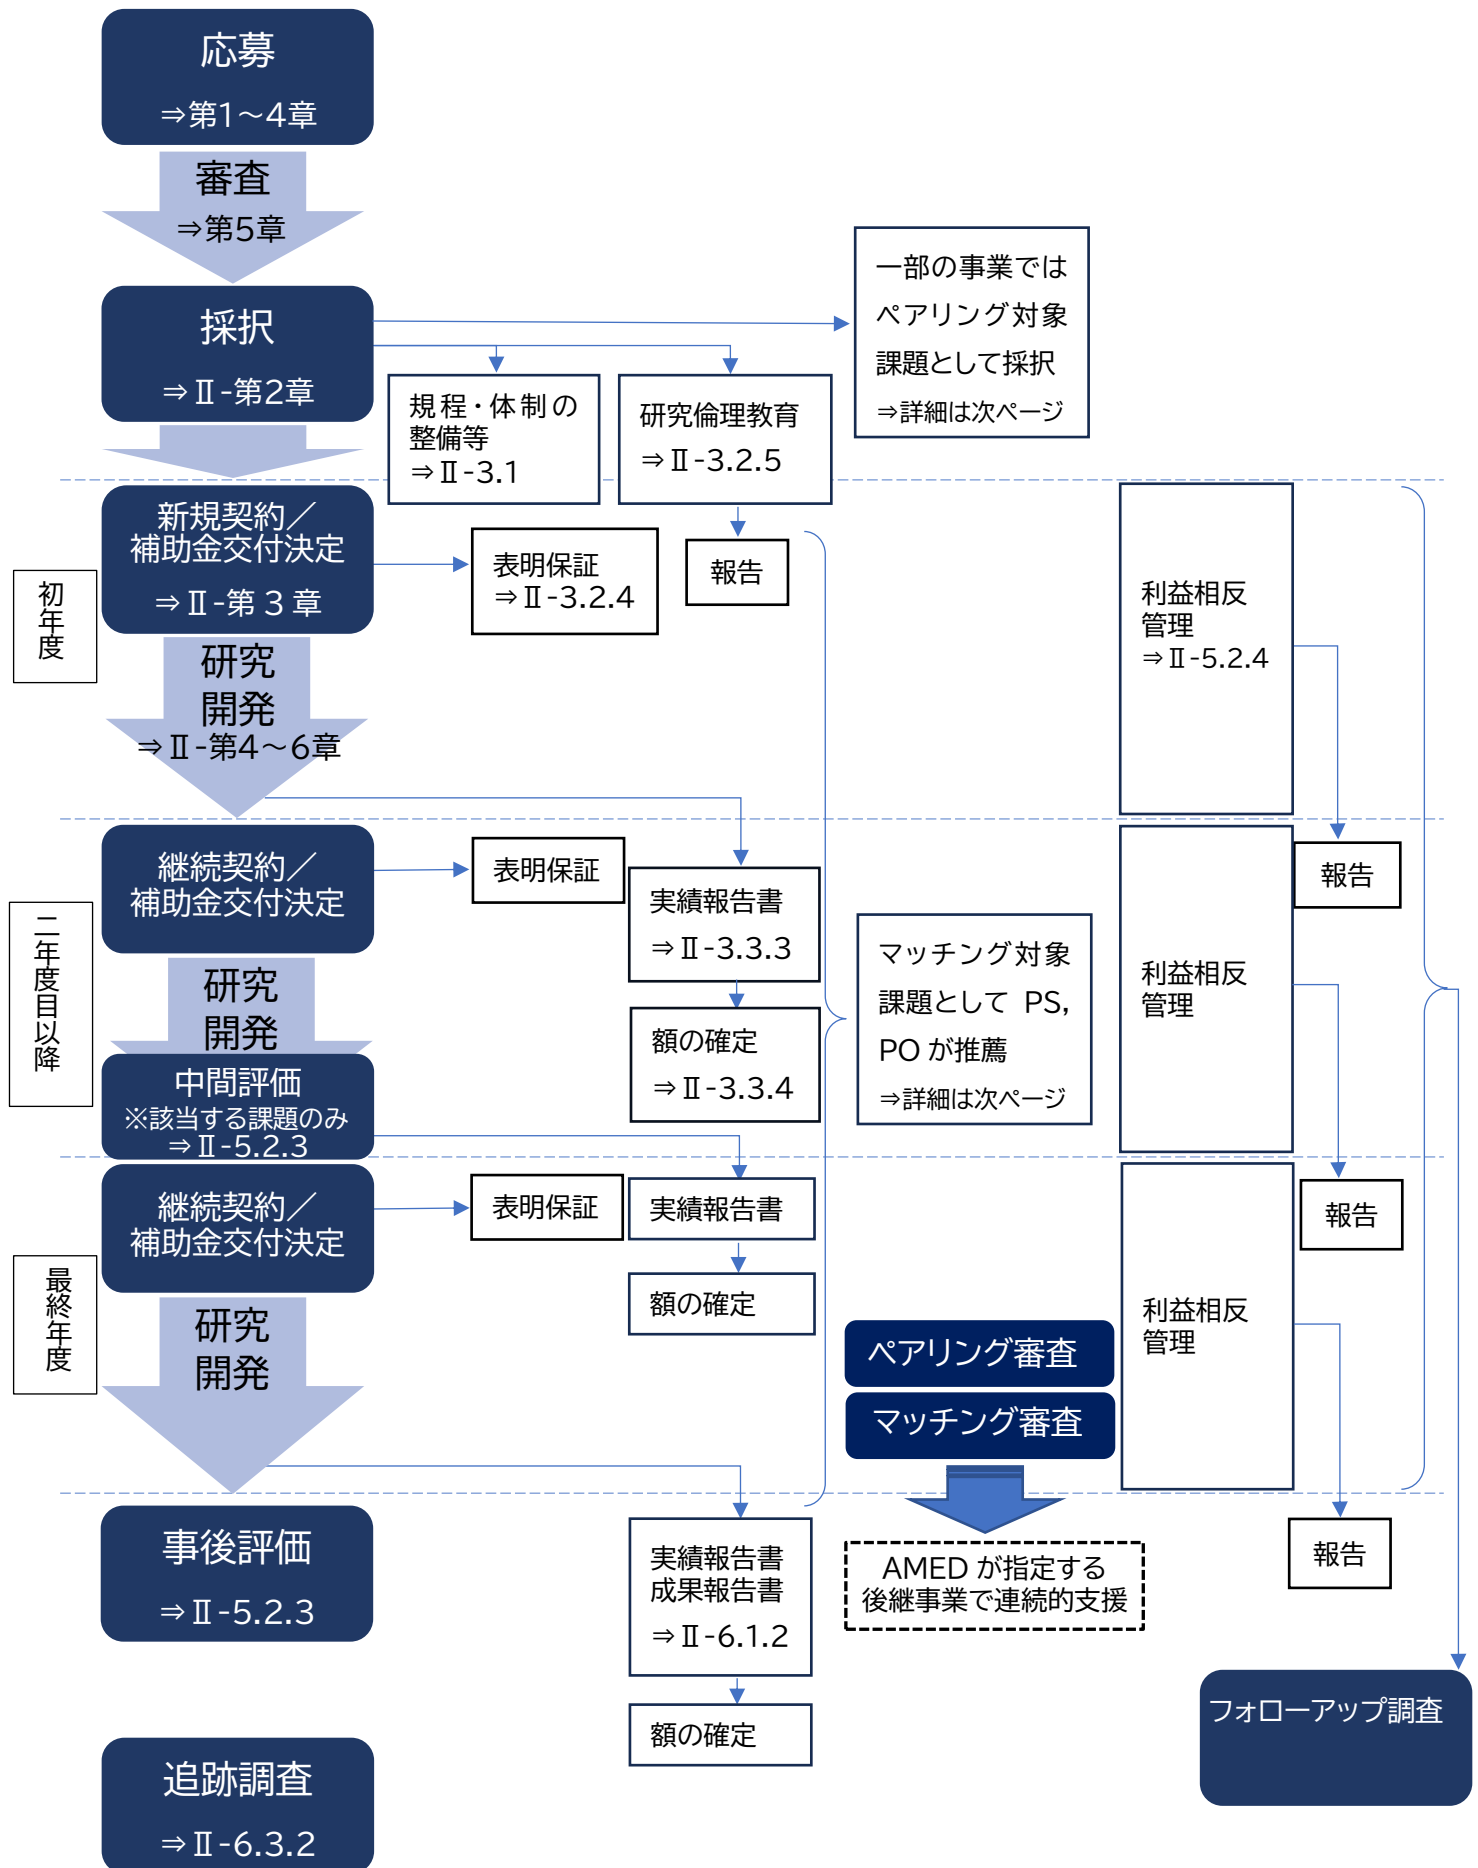 応募
⇒第1～4章
審査
⇒第5章
採択
⇒Ⅱ-第2章
一部の事業では
ペアリング対象
課題として採択
⇒詳細は次ページ
規程・体制の
整備等
⇒Ⅱ-3.1
研究倫理教育
⇒Ⅱ-3.2.5
初年度
新規契約／
補助金交付決定
⇒Ⅱ-第３章
表明保証
⇒Ⅱ-3.2.4
報告
利益相反
管理
⇒Ⅱ-5.2.4
研究
開発
⇒Ⅱ-第4～6章
二年度目以降
継続契約／
補助金交付決定
表明保証
実績報告書
⇒Ⅱ-3.3.3
額の確定
⇒Ⅱ-3.3.4
マッチング対象
課題として PS,
PO が推薦
⇒詳細は次ページ
利益相反
管理
報告
研究
開発
中間評価
※該当する課題のみ
⇒Ⅱ-5.2.3
最終年度
継続契約／
補助金交付決定
表明保証
実績報告書
額の確定
利益相反
管理
報告
研究
開発
ペアリング審査
マッチング審査
AMED が指定する
後継事業で連続的支援
報告
事後評価
⇒Ⅱ-5.2.3
実績報告書
成果報告書
⇒Ⅱ-6.1.2
額の確定
フォローアップ調査
追跡調査
⇒Ⅱ-6.3.2